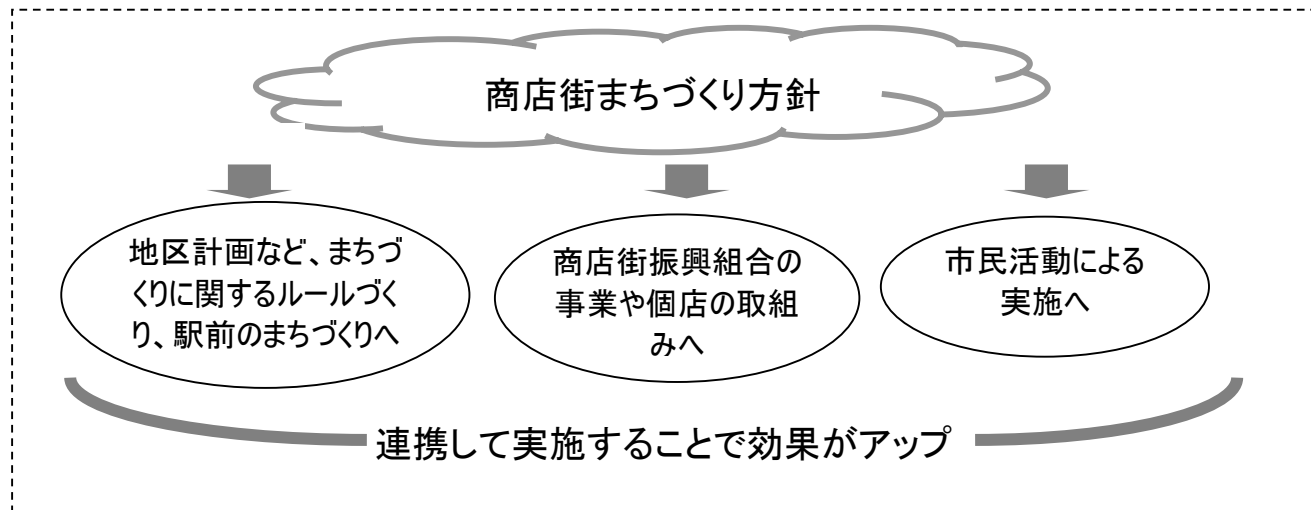 商店街まちづくり方針
地区計画など、まちづ
くりに関するルールづく
り、駅前のまちづくりへ
商店街振興組合の
事業や個店の取組
みへ
市民活動による
実施へ
連携して実施することで効果がアップ